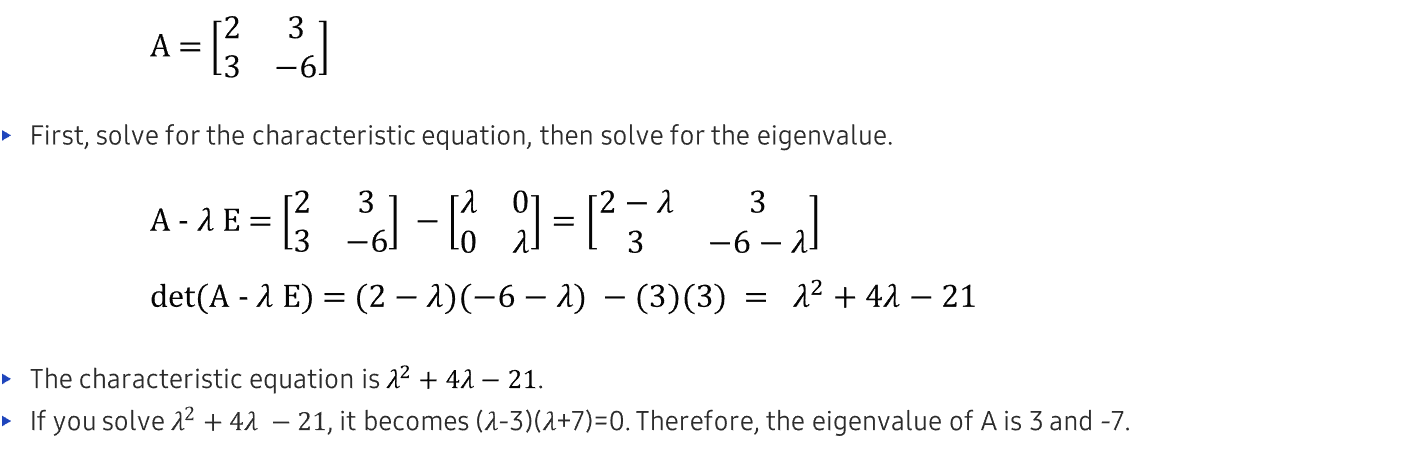 A = [2 3
3 −6]
▸ First, solve for the characteristic equation, then solve for the eigenvalue.
A - λ E = [2 3
3 −6] − [λ 0
0 λ] = [2 − λ 3
3 −6 − λ]
det(A - λ E) = (2 − λ)(−6 − λ) − (3)(3) = λ² + 4λ − 21
▸ The characteristic equation is λ² + 4λ − 21.
▸ If you solve λ² + 4λ − 21, it becomes (λ-3)(λ+7)=0. Therefore, the eigenvalue of A is 3 and -7.